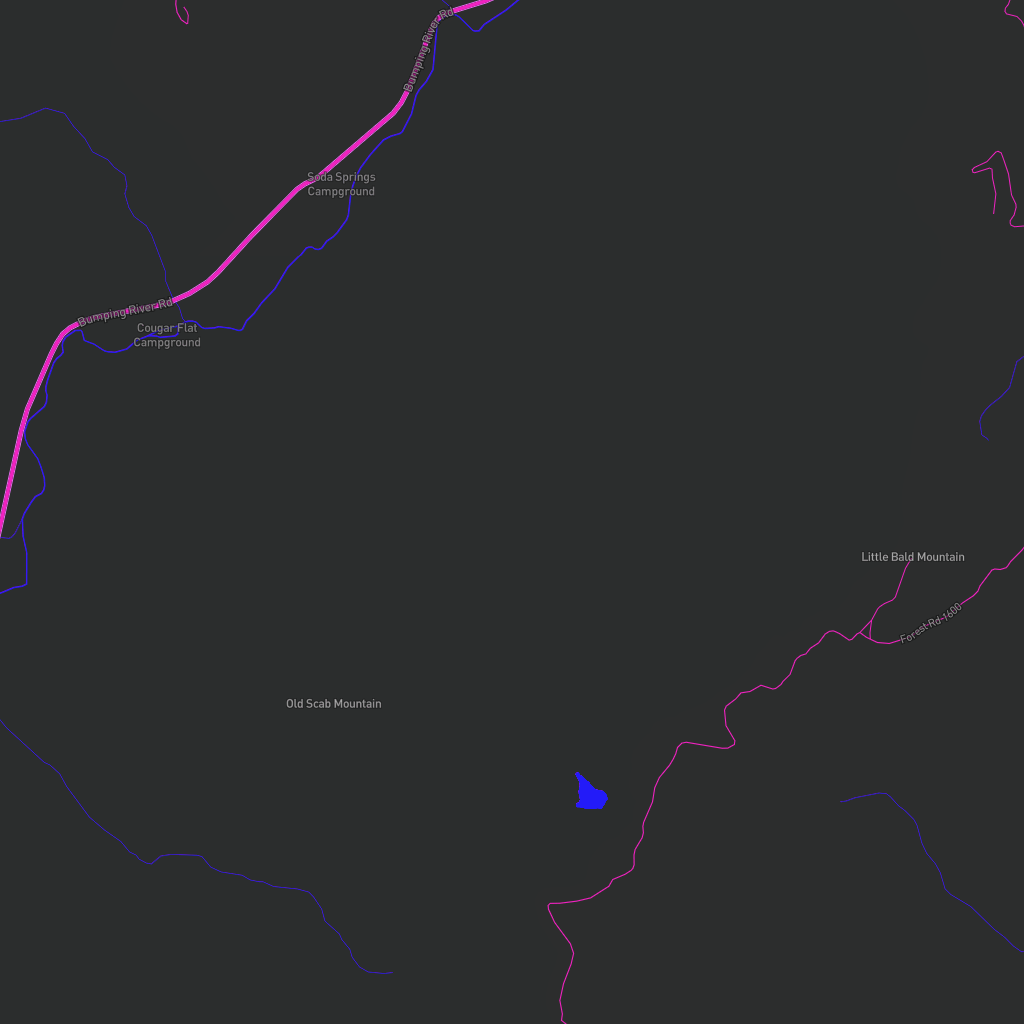 Bumping River Rd
Soda Springs
Campground
Bumping River Rd
Cougar Flat
Campground
Little Bald Mountain
Forest Rd 1600
Old Scab Mountain